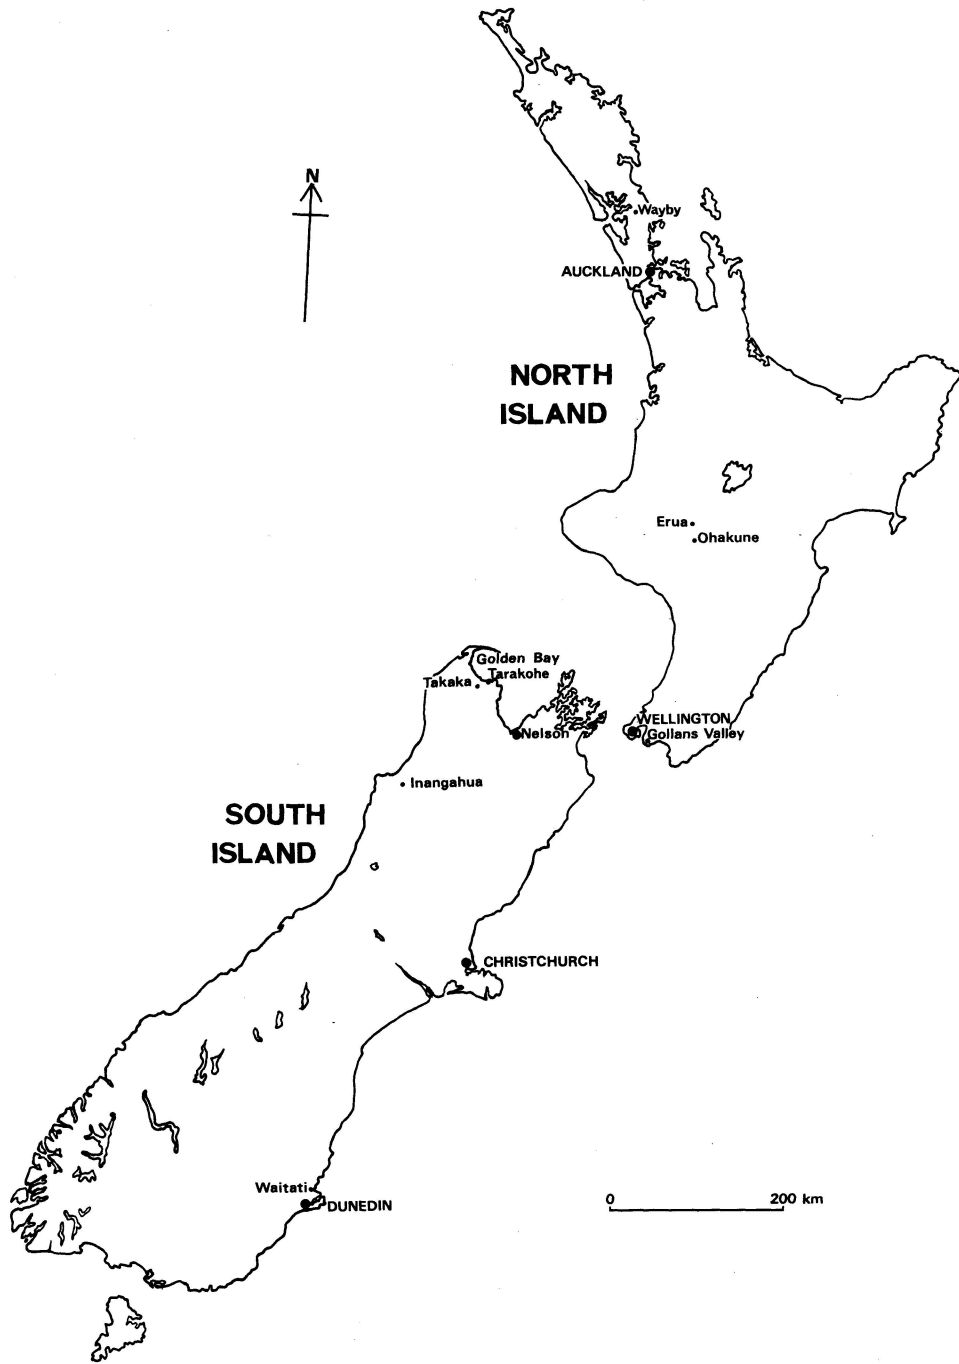 N
Wayby
AUCKLAND
NORTH
ISLAND
Erua
Ohakune
Golden Bay
Tarakohe
Takaka
WELLINGTON
Nelson
Gollans Valley
Inangahua
SOUTH
ISLAND
CHRISTCHURCH
Waitati
DUNEDIN
0 200 km